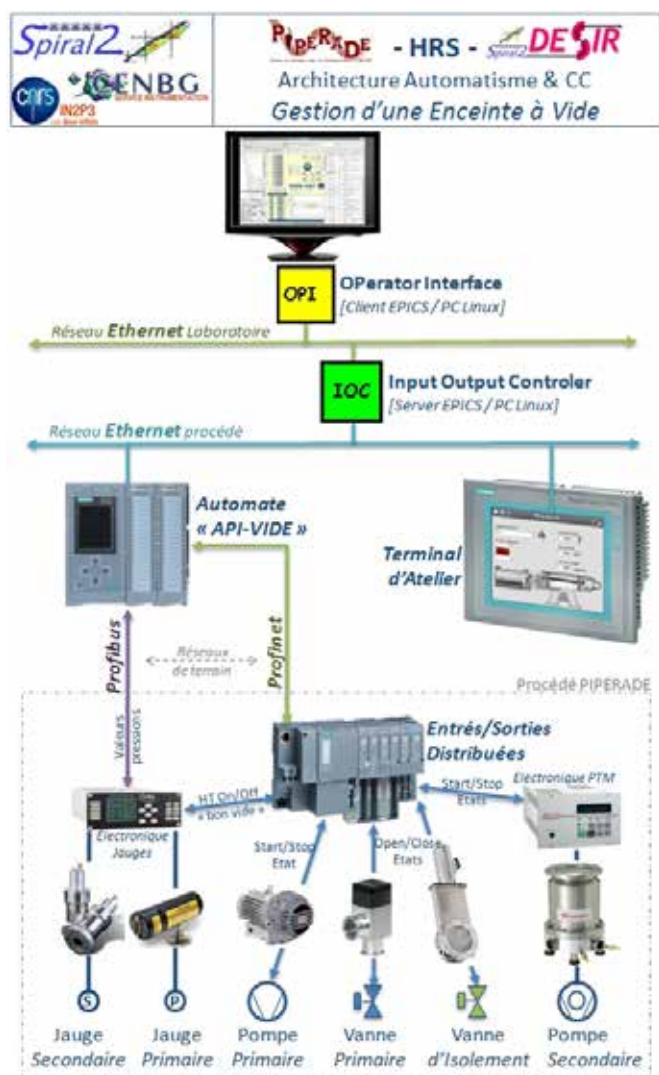 Spiral2
CENBG
SERVICE INSTRUMENTATION
cnrs
IN2P3
PIPERADE - HRS - Spiral2 DESIR
Architecture Automatisme & CC
Gestion d'une Enceinte à Vide
OPI
OPerator Interface
[Client EPICS / PC Linux]
Réseau Ethernet Laboratoire
IOC
Input Output Controler
[Server EPICS / PC Linux]
Réseau Ethernet procédé
Automate
« API-VIDE »
Terminal
d'Atelier
Profibus
Valeurs
pressions
Réseaux
de terrain
Profinet
Procédé PIPERADE
Entrés/Sorties
Distribuées
HT On/Off
« bon vide »
Start/Stop
Etats
Electronique PTM
Electronique
Jauges
Start/Stop
Etat
Open/Close
Etats
S
P
Jauge
Secondaire
Jauge
Primaire
Pompe
Primaire
Vanne
Primaire
Vanne
d'Isolement
Pompe
Secondaire